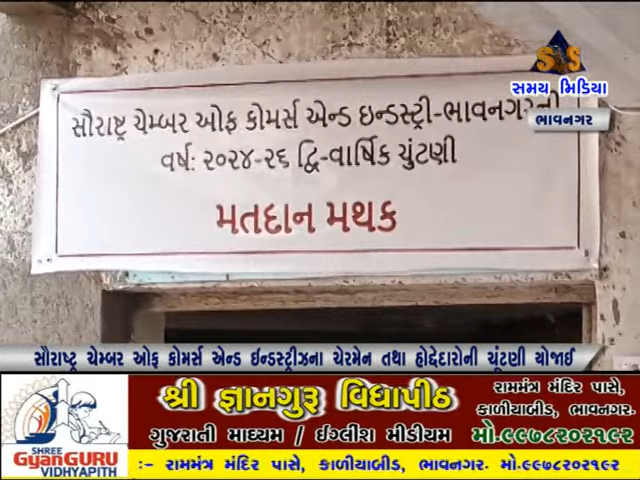 સમય મિડિયા
ભાવનગર
સૌરાષ્ટ્ર ચેમ્બર ઓફ કોમર્સ એન્ડ ઇન્ડસ્ટ્રી-ભાવનગરની
વર્ષ: ૨૦૨૪-૨૬ દ્વિ-વાર્ષિક ચુંટણી
મતદાન મથક
સૌરાષ્ટ્ર ચેમ્બર ઓફ કોમર્સ એન્ડ ઇન્ડસ્ટ્રીઝના ચેરમેન તથા હોદ્દેદારોની ચૂંટણી યોજાઈ
શ્રી જ્ઞાનગુરૂ વિદ્યાપીઠ
ગુજરાતી માધ્યમ / ઈંગ્લીશ મીડીયમ
રામમંત્ર મંદિર પાસે,
કાળીયાબીડ, ભાવનગર.
મો.૯૯૭૮૨૦૨૧૯૨
SHREE
GyanGURU
VIDHYAPITH
:- રામમંત્ર મંદિર પાસે, કાળીયાબીડ, ભાવનગર. મો.૯૯૭૮૨૦૨૧૯૨